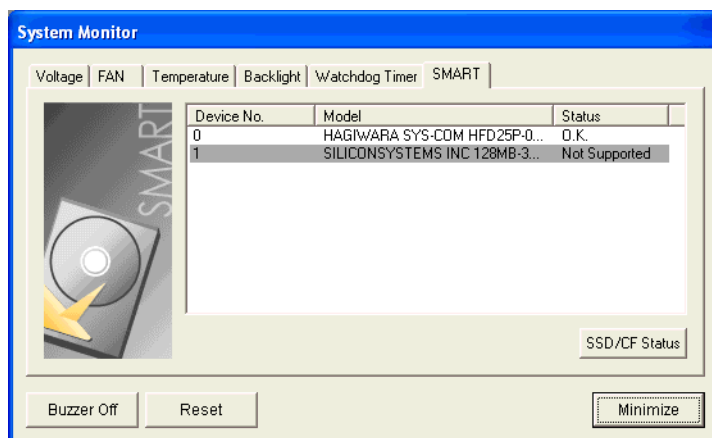 System Monitor
Voltage FAN Temperature Backlight Watchdog Timer SMART
SMART
Device No. Model Status
0 HAGIWARA SYS-COM HFD25P-0... O.K.
1 SILICONSYSTEMS INC 128MB-3... Not Supported
SSD/CF Status
Buzzer Off Reset Minimize